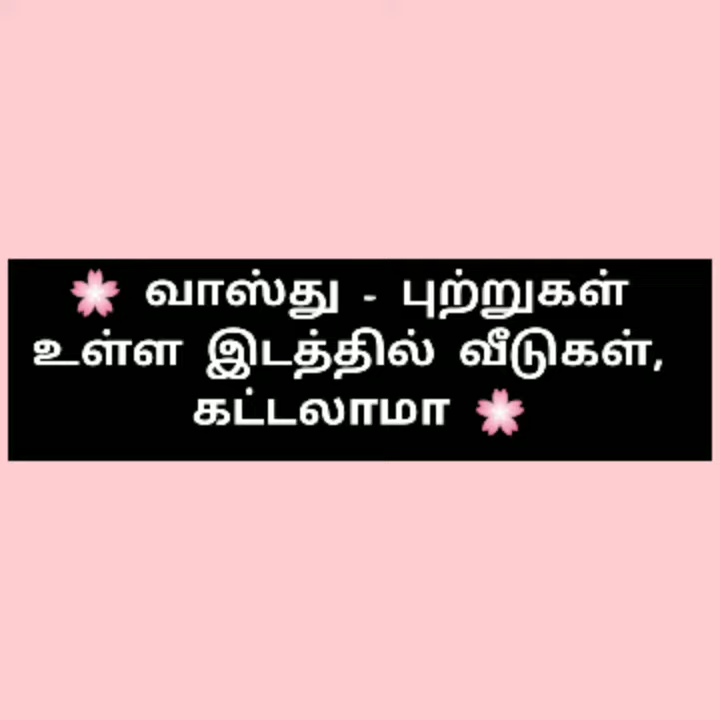 🌸 வாஸ்து - புற்றுகள்
உள்ள இடத்தில் வீடுகள்,
கட்டலாமா 🌸